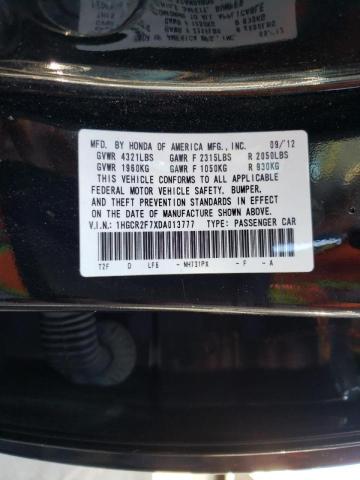 MFD. BY HONDA OF AMERICA MFG., INC. 09/12
GVWR 4321LBS GAWR F 2315LBS R 2050LBS
GVWR 1960KG GAWR F 1050KG R 930KG
THIS VEHICLE CONFORMS TO ALL APPLICABLE
FEDERAL MOTOR VEHICLE SAFETY, BUMPER,
AND THEFT PREVENTION STANDARDS IN EFFECT
ON THE DATE OF MANUFACTURE SHOWN ABOVE.
V.I.N.: 1HGCR2F7XDA013777 TYPE: PASSENGER CAR
T2F D LF6 - NH731PX - F - A